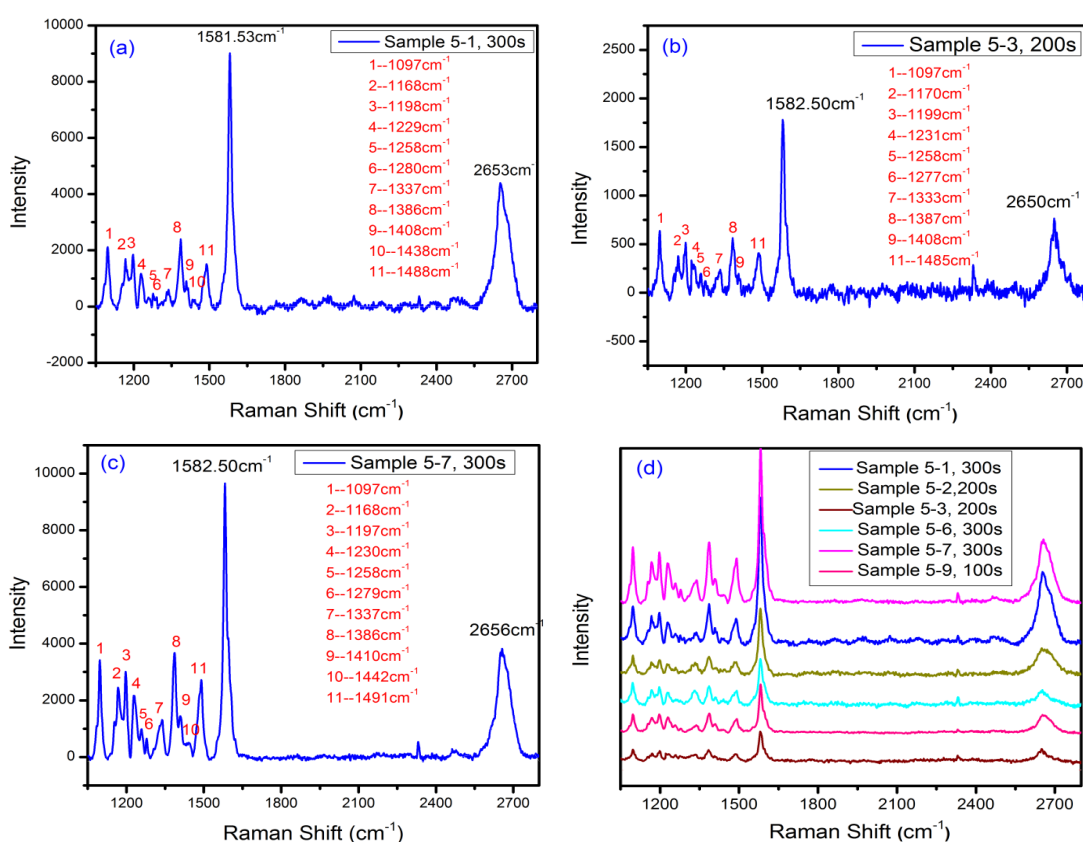 (a)
1581.53cm-1
Sample 5-1, 300s
1--1097cm-1
2--1168cm-1
3--1198cm-1
4--1229cm-1
5--1258cm-1
6--1280cm-1
7--1337cm-1
8--1386cm-1
9--1408cm-1
10--1438cm-1
11--1488cm-1
2653cm-1
1
2
3
4
5
6
7
8
9
10
11
10000
8000
6000
4000
2000
0
-2000
Intensity
1200 1500 1800 2100 2400 2700
Raman Shift (cm-1)
(b)
Sample 5-3, 200s
1--1097cm-1
2--1170cm-1
3--1199cm-1
4--1231cm-1
5--1258cm-1
6--1277cm-1
7--1333cm-1
8--1387cm-1
9--1408cm-1
11--1485cm-1
1582.50cm-1
2650cm-1
1
2
3
4
5
6
7
8
9
11
2500
2000
1500
1000
500
0
-500
Intensity
1200 1500 1800 2100 2400 2700
Raman Shift (cm-1)
(c)
1582.50cm-1
Sample 5-7, 300s
1--1097cm-1
2--1168cm-1
3--1197cm-1
4--1230cm-1
5--1258cm-1
6--1279cm-1
7--1337cm-1
8--1386cm-1
9--1410cm-1
10--1442cm-1
11--1491cm-1
2656cm-1
1
2
3
4
5
6
7
8
9
10
11
10000
8000
6000
4000
2000
0
Intensity
1200 1500 1800 2100 2400 2700
Raman Shift (cm-1)
(d)
Sample 5-1, 300s
Sample 5-2,200s
Sample 5-3, 200s
Sample 5-6, 300s
Sample 5-7, 300s
Sample 5-9, 100s
Intensity
1200 1500 1800 2100 2400 2700
Raman Shift (cm-1)